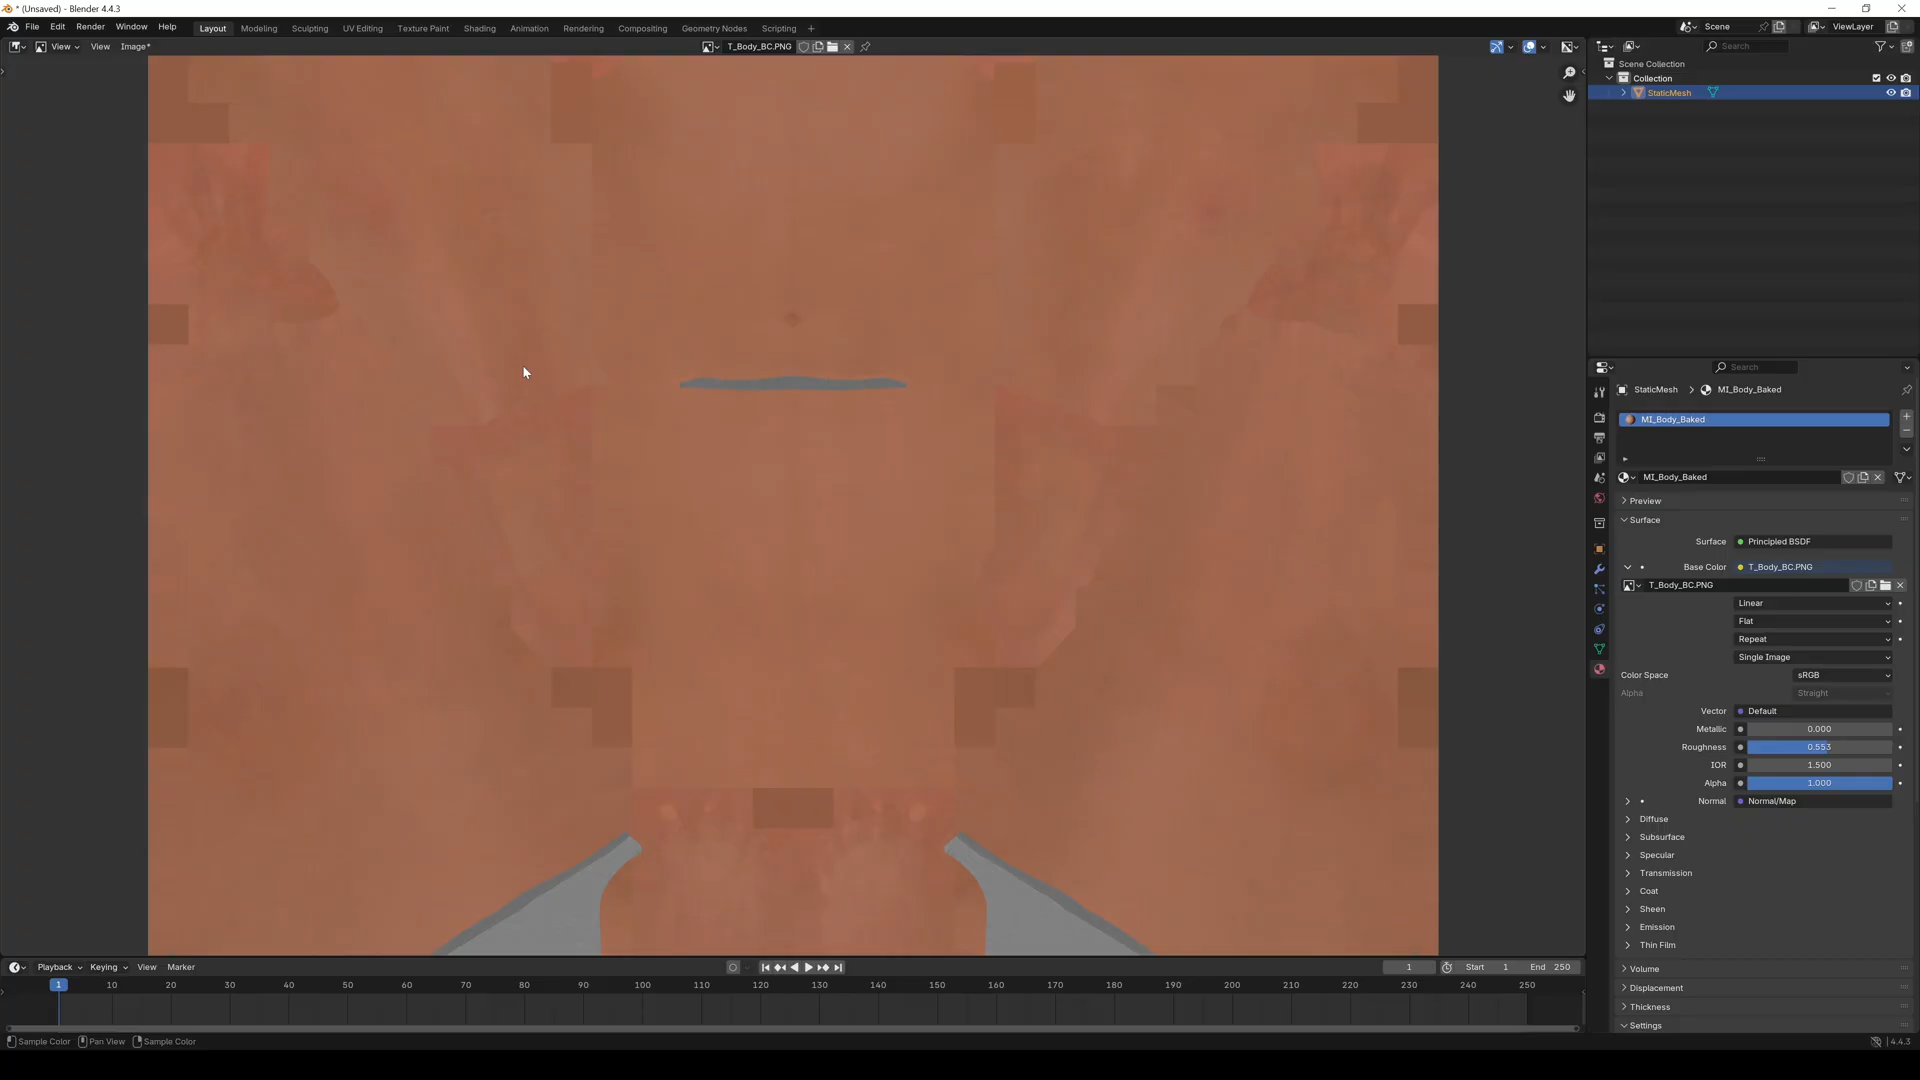 * (Unsaved) - Blender 4.4.3
File Edit Render Window Help
Layout Modeling Sculpting UV Editing Texture Paint Shading Animation Rendering Compositing Geometry Nodes Scripting +
Scene
ViewLayer
View View Image*
T_Body_BC.PNG
Search
Scene Collection
Collection
StaticMesh
Search
StaticMesh > MI_Body_Baked
MI_Body_Baked
MI_Body_Baked
Preview
Surface
Surface Principled BSDF
Base Color T_Body_BC.PNG
T_Body_BC.PNG
Linear
Flat
Repeat
Single Image
Color Space sRGB
Alpha Straight
Vector Default
Metallic 0.000
Roughness 0.553
IOR 1.500
Alpha 1.000
Normal Normal/Map
Diffuse
Subsurface
Specular
Transmission
Coat
Sheen
Emission
Thin Film
Volume
Displacement
Thickness
Settings
Playback Keying View Marker
1 Start 1 End 250
1 10 20 30 40 50 60 70 80 90 100 110 120 130 140 150 160 170 180 190 200 210 220 230 240 250
Sample Color Pan View Sample Color
4.4.3